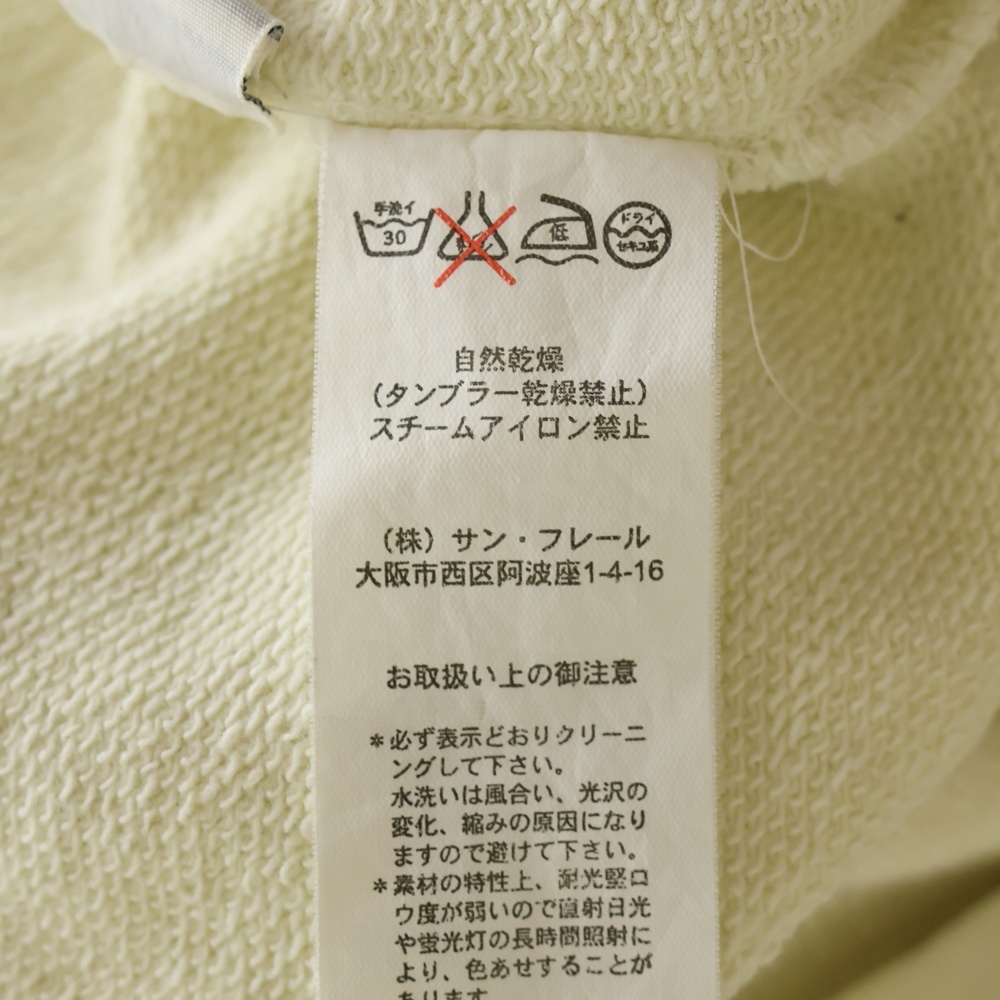 手洗イ
30
低
ドライ
セキユ系
自然乾燥
(タンブラー乾燥禁止)
スチームアイロン禁止
(株)サン・フレール
大阪市西区阿波座1-4-16
お取扱い上の御注意
*必ず表示どおりクリーニ
ングして下さい。
水洗いは風合い、光沢の
変化、縮みの原因になり
ますので避けて下さい。
*素材の特性上、耐光堅ロ
ウ度が弱いので直射日光
や蛍光灯の長時間照射に
より、色あせすることが
あります